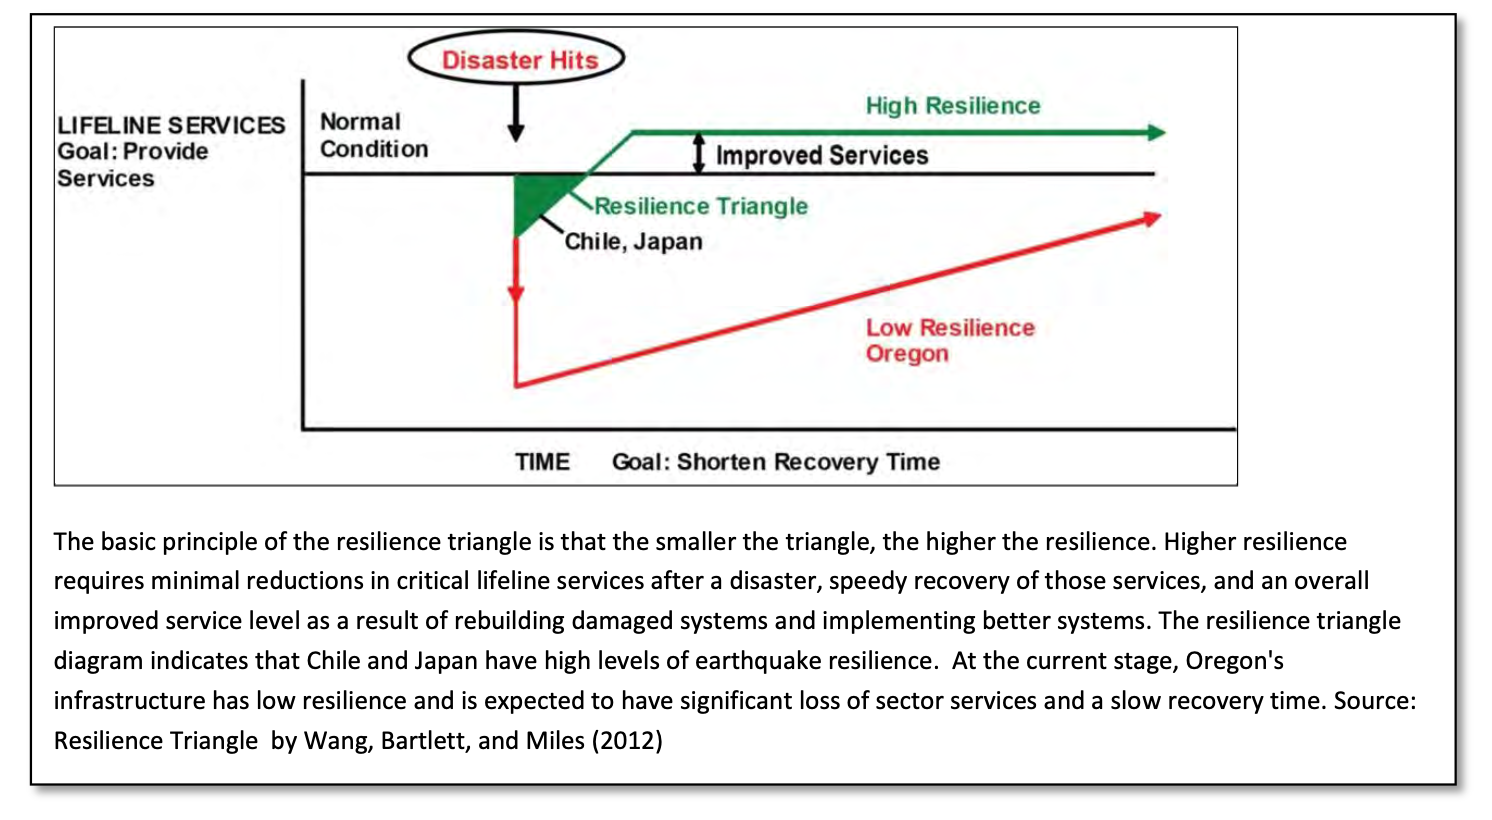 Disaster Hits
LIFELINE SERVICES
Goal: Provide
Services
Normal
Condition
High Resilience
Improved Services
Resilience Triangle
Chile, Japan
Low Resilience
Oregon
TIME Goal: Shorten Recovery Time
The basic principle of the resilience triangle is that the smaller the triangle, the higher the resilience. Higher resilience
requires minimal reductions in critical lifeline services after a disaster, speedy recovery of those services, and an overall
improved service level as a result of rebuilding damaged systems and implementing better systems. The resilience triangle
diagram indicates that Chile and Japan have high levels of earthquake resilience.  At the current stage, Oregon's
infrastructure has low resilience and is expected to have significant loss of sector services and a slow recovery time. Source:
Resilience Triangle  by Wang, Bartlett, and Miles (2012)